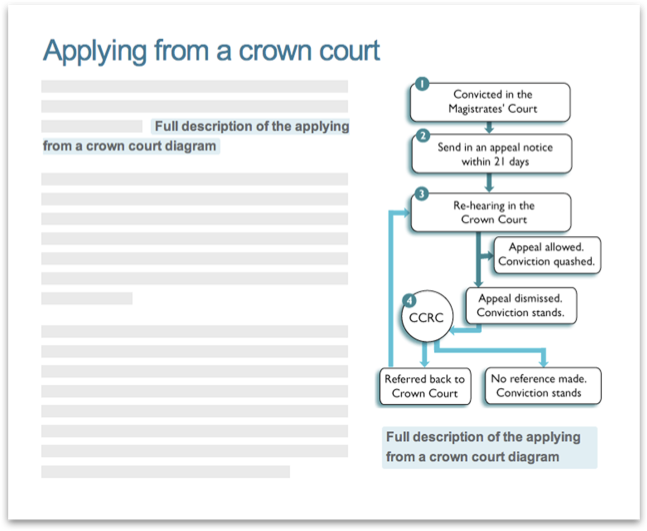 Applying from a crown court
Full description of the applying
from a crown court diagram
1
Convicted in the
Magistrates' Court
2
Send in an appeal notice
within 21 days
3
Re-hearing in the
Crown Court
Appeal allowed.
Conviction quashed.
Appeal dismissed.
Conviction stands.
4
CCRC
Referred back to
Crown Court
No reference made.
Conviction stands
Full description of the applying
from a crown court diagram